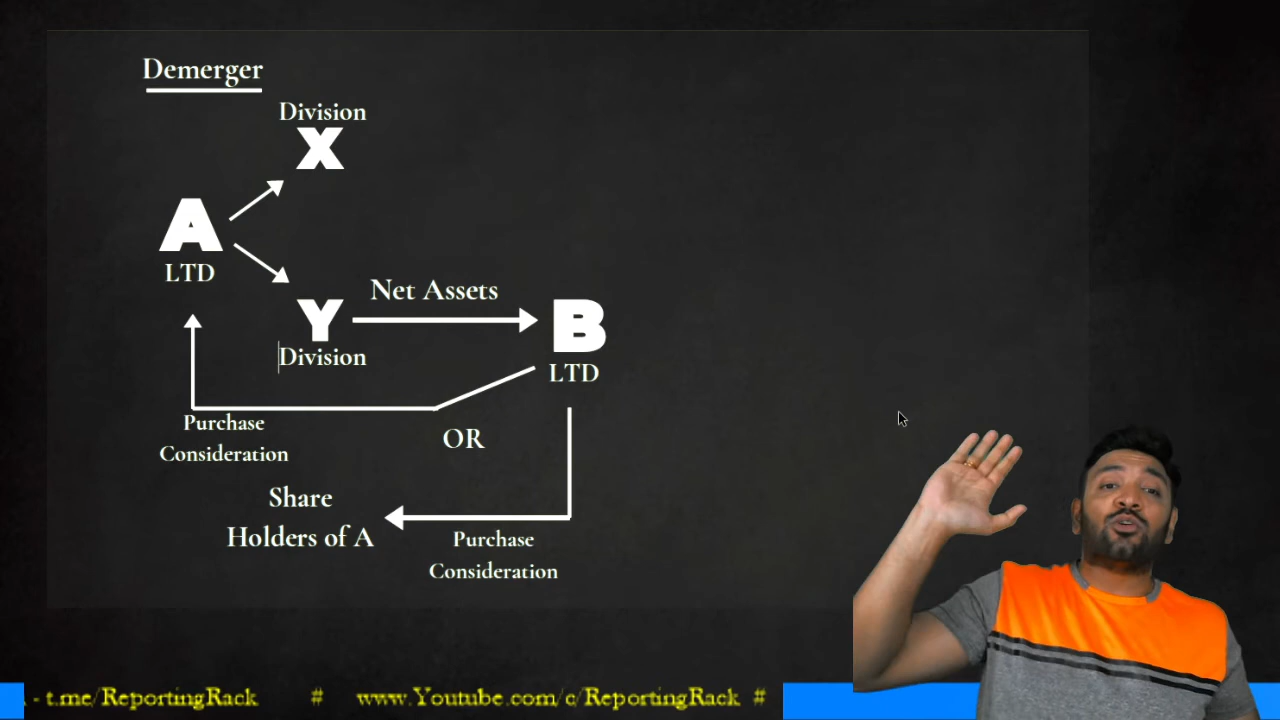 Demerger
Division
X
A
LTD
Net Assets
Y
Division
B
LTD
Purchase
Consideration
OR
Share
Holders of A
Purchase
Consideration
- t.me/ReportingRack # www.Youtube.com/c/ReportingRack #